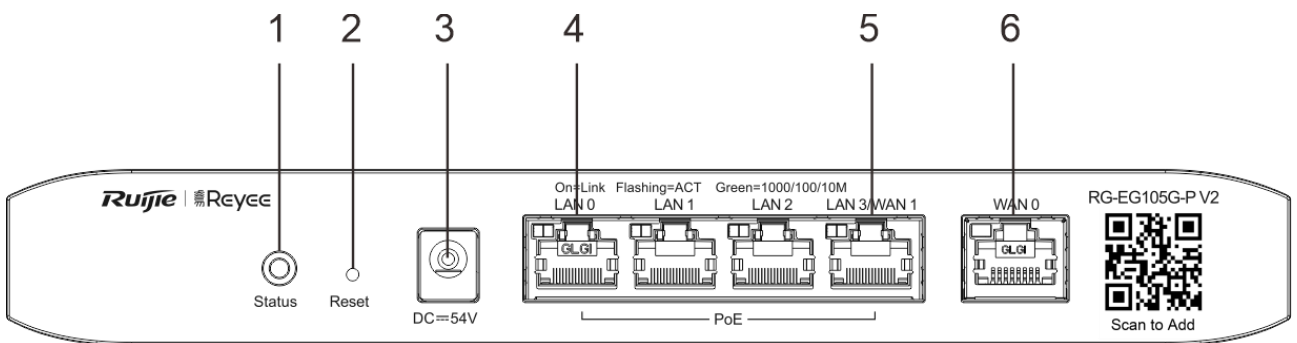 1 2 3 4 5 6
Ruijie | Reyee
On=Link Flashing=ACT Green=1000/100/10M
LAN 0 LAN 1 LAN 2 LAN 3/WAN 1 WAN 0 RG-EG105G-P V2
GLGI GLGI
Status Reset DC⎓54V PoE Scan to Add